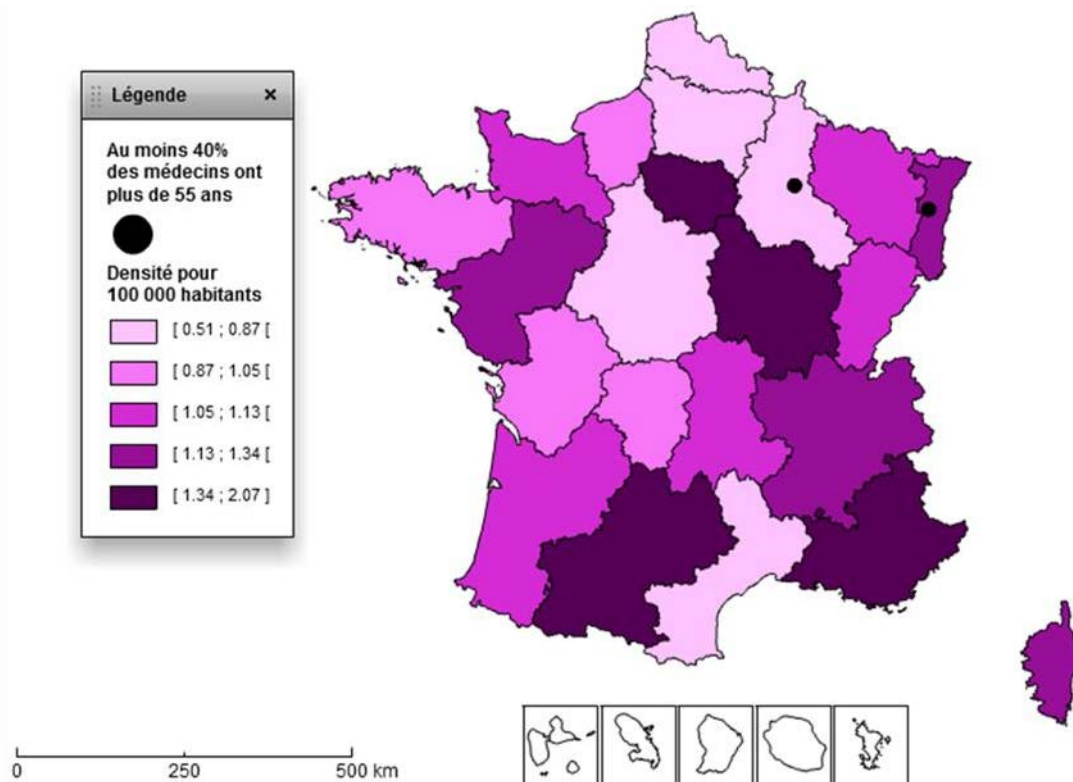 Légende ×
Au moins 40%
des médecins ont
plus de 55 ans
Densité pour
100 000 habitants
[ 0.51 ; 0.87 [
[ 0.87 ; 1.05 [
[ 1.05 ; 1.13 [
[ 1.13 ; 1.34 [
[ 1.34 ; 2.07 ]
0 250 500 km